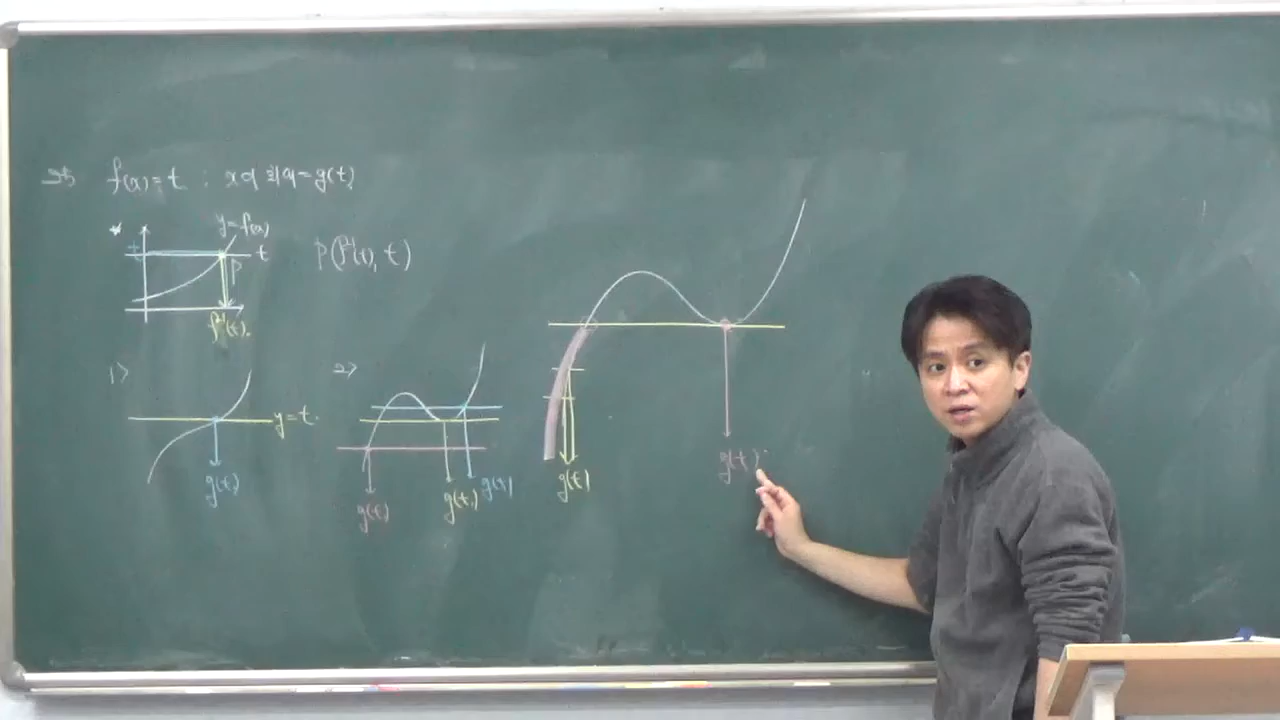 f(x)=t : x의 최댓값=g(t)
y=f(x)
t
t
P
P(f⁻¹(t), t)
f⁻¹(t)
1>
2>
y=t
g(t)
g(t)
g(t)
g(t)
g(t)
g(t)